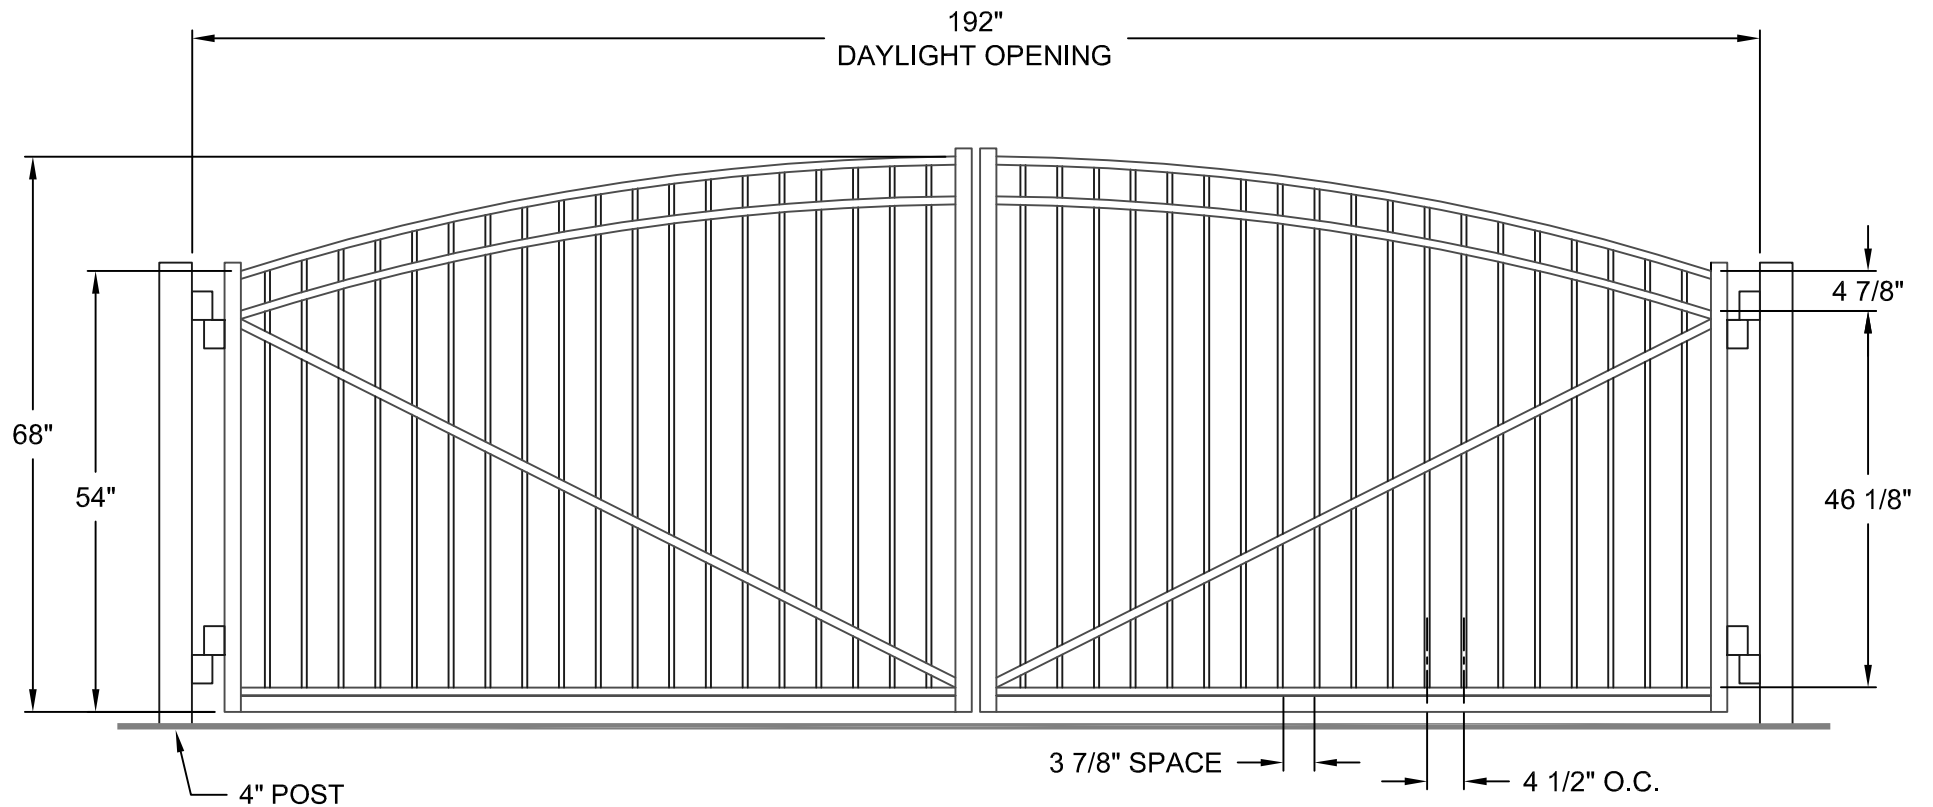 192"
DAYLIGHT OPENING
4 7/8"
68"
54"
46 1/8"
3 7/8" SPACE
4 1/2" O.C.
4" POST